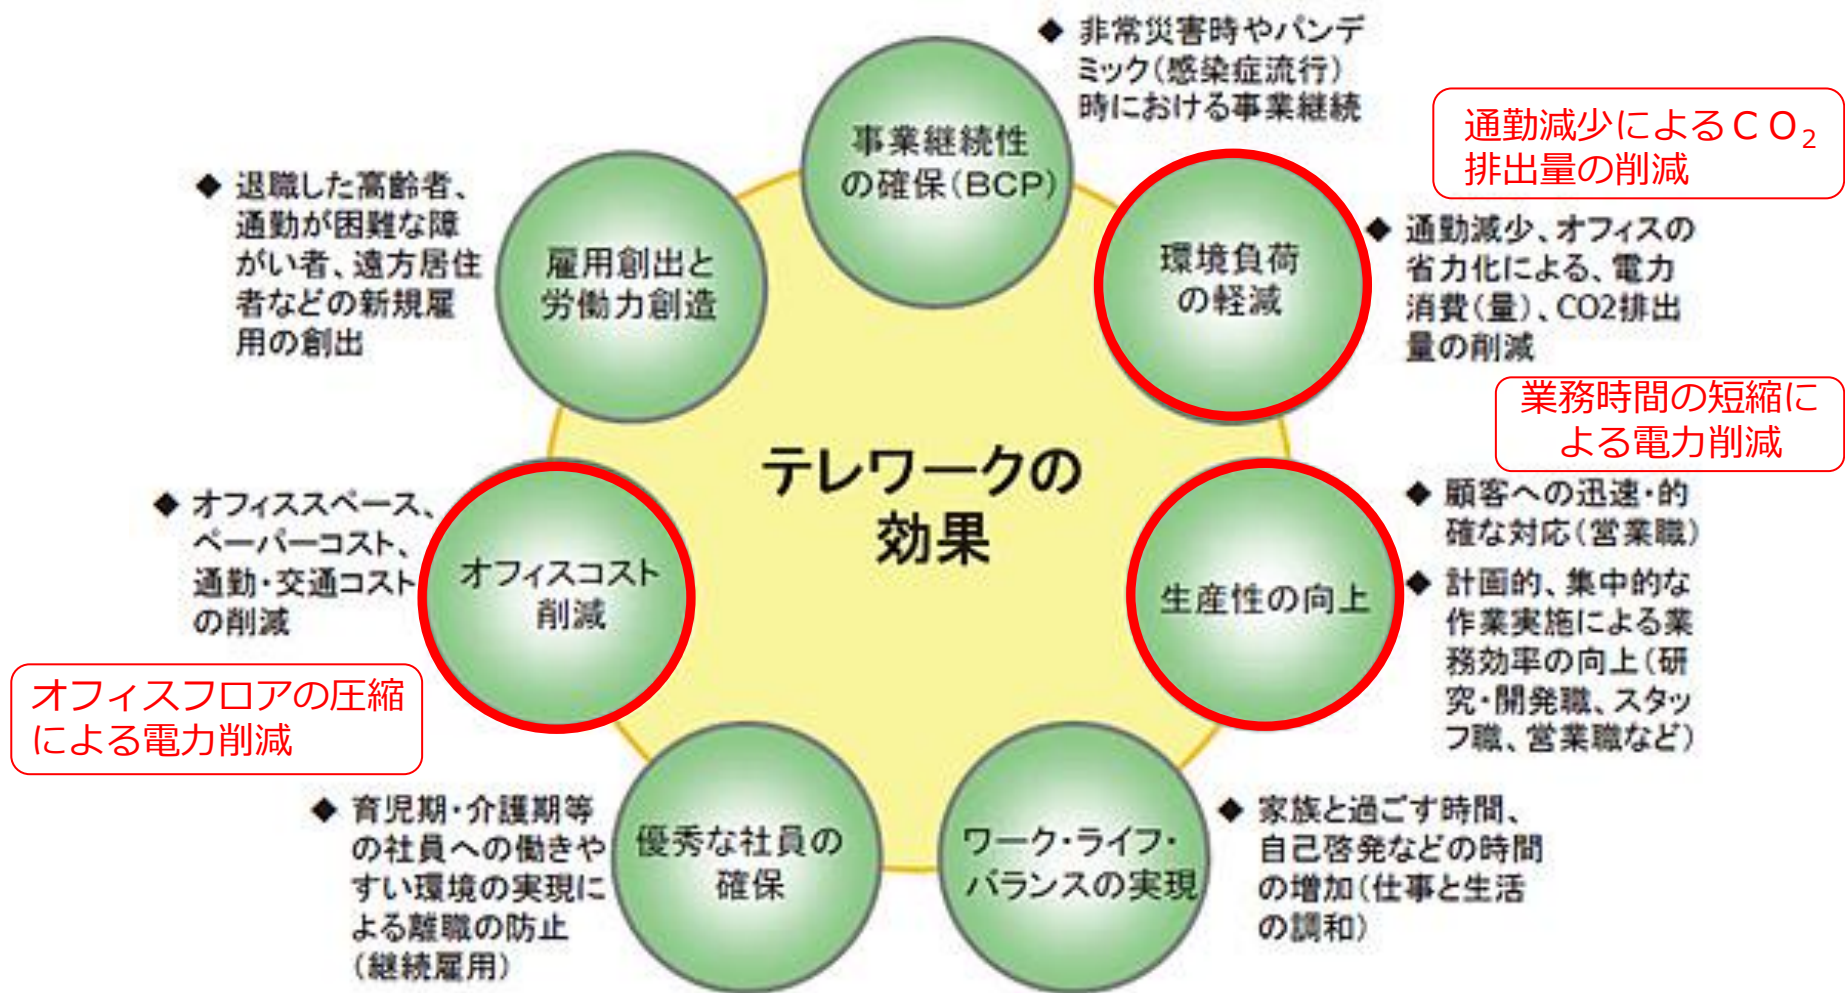 ◆ 非常災害時やパンデ
ミック(感染症流行)
時における事業継続
通勤減少によるＣＯ₂
排出量の削減
事業継続性
の確保(BCP)
◆ 退職した高齢者、
通勤が困難な障
がい者、遠方居住
者などの新規雇
用の創出
雇用創出と
労働力創造
環境負荷
の軽減
◆ 通勤減少、オフィスの
省力化による、電力
消費(量)、CO2排出
量の削減
業務時間の短縮に
よる電力削減
テレワークの
効果
◆ オフィススペース、
ペーパーコスト、
通勤・交通コスト
の削減
オフィスコスト
削減
生産性の向上
◆ 顧客への迅速・的
確な対応(営業職)
◆ 計画的、集中的な
作業実施による業
務効率の向上(研
究・開発職、スタッ
フ職、営業職など)
オフィスフロアの圧縮
による電力削減
◆ 育児期・介護期等
の社員への働きや
すい環境の実現に
よる離職の防止
(継続雇用)
優秀な社員の
確保
ワーク・ライフ・
バランスの実現
◆ 家族と過ごす時間、
自己啓発などの時間
の増加(仕事と生活
の調和)